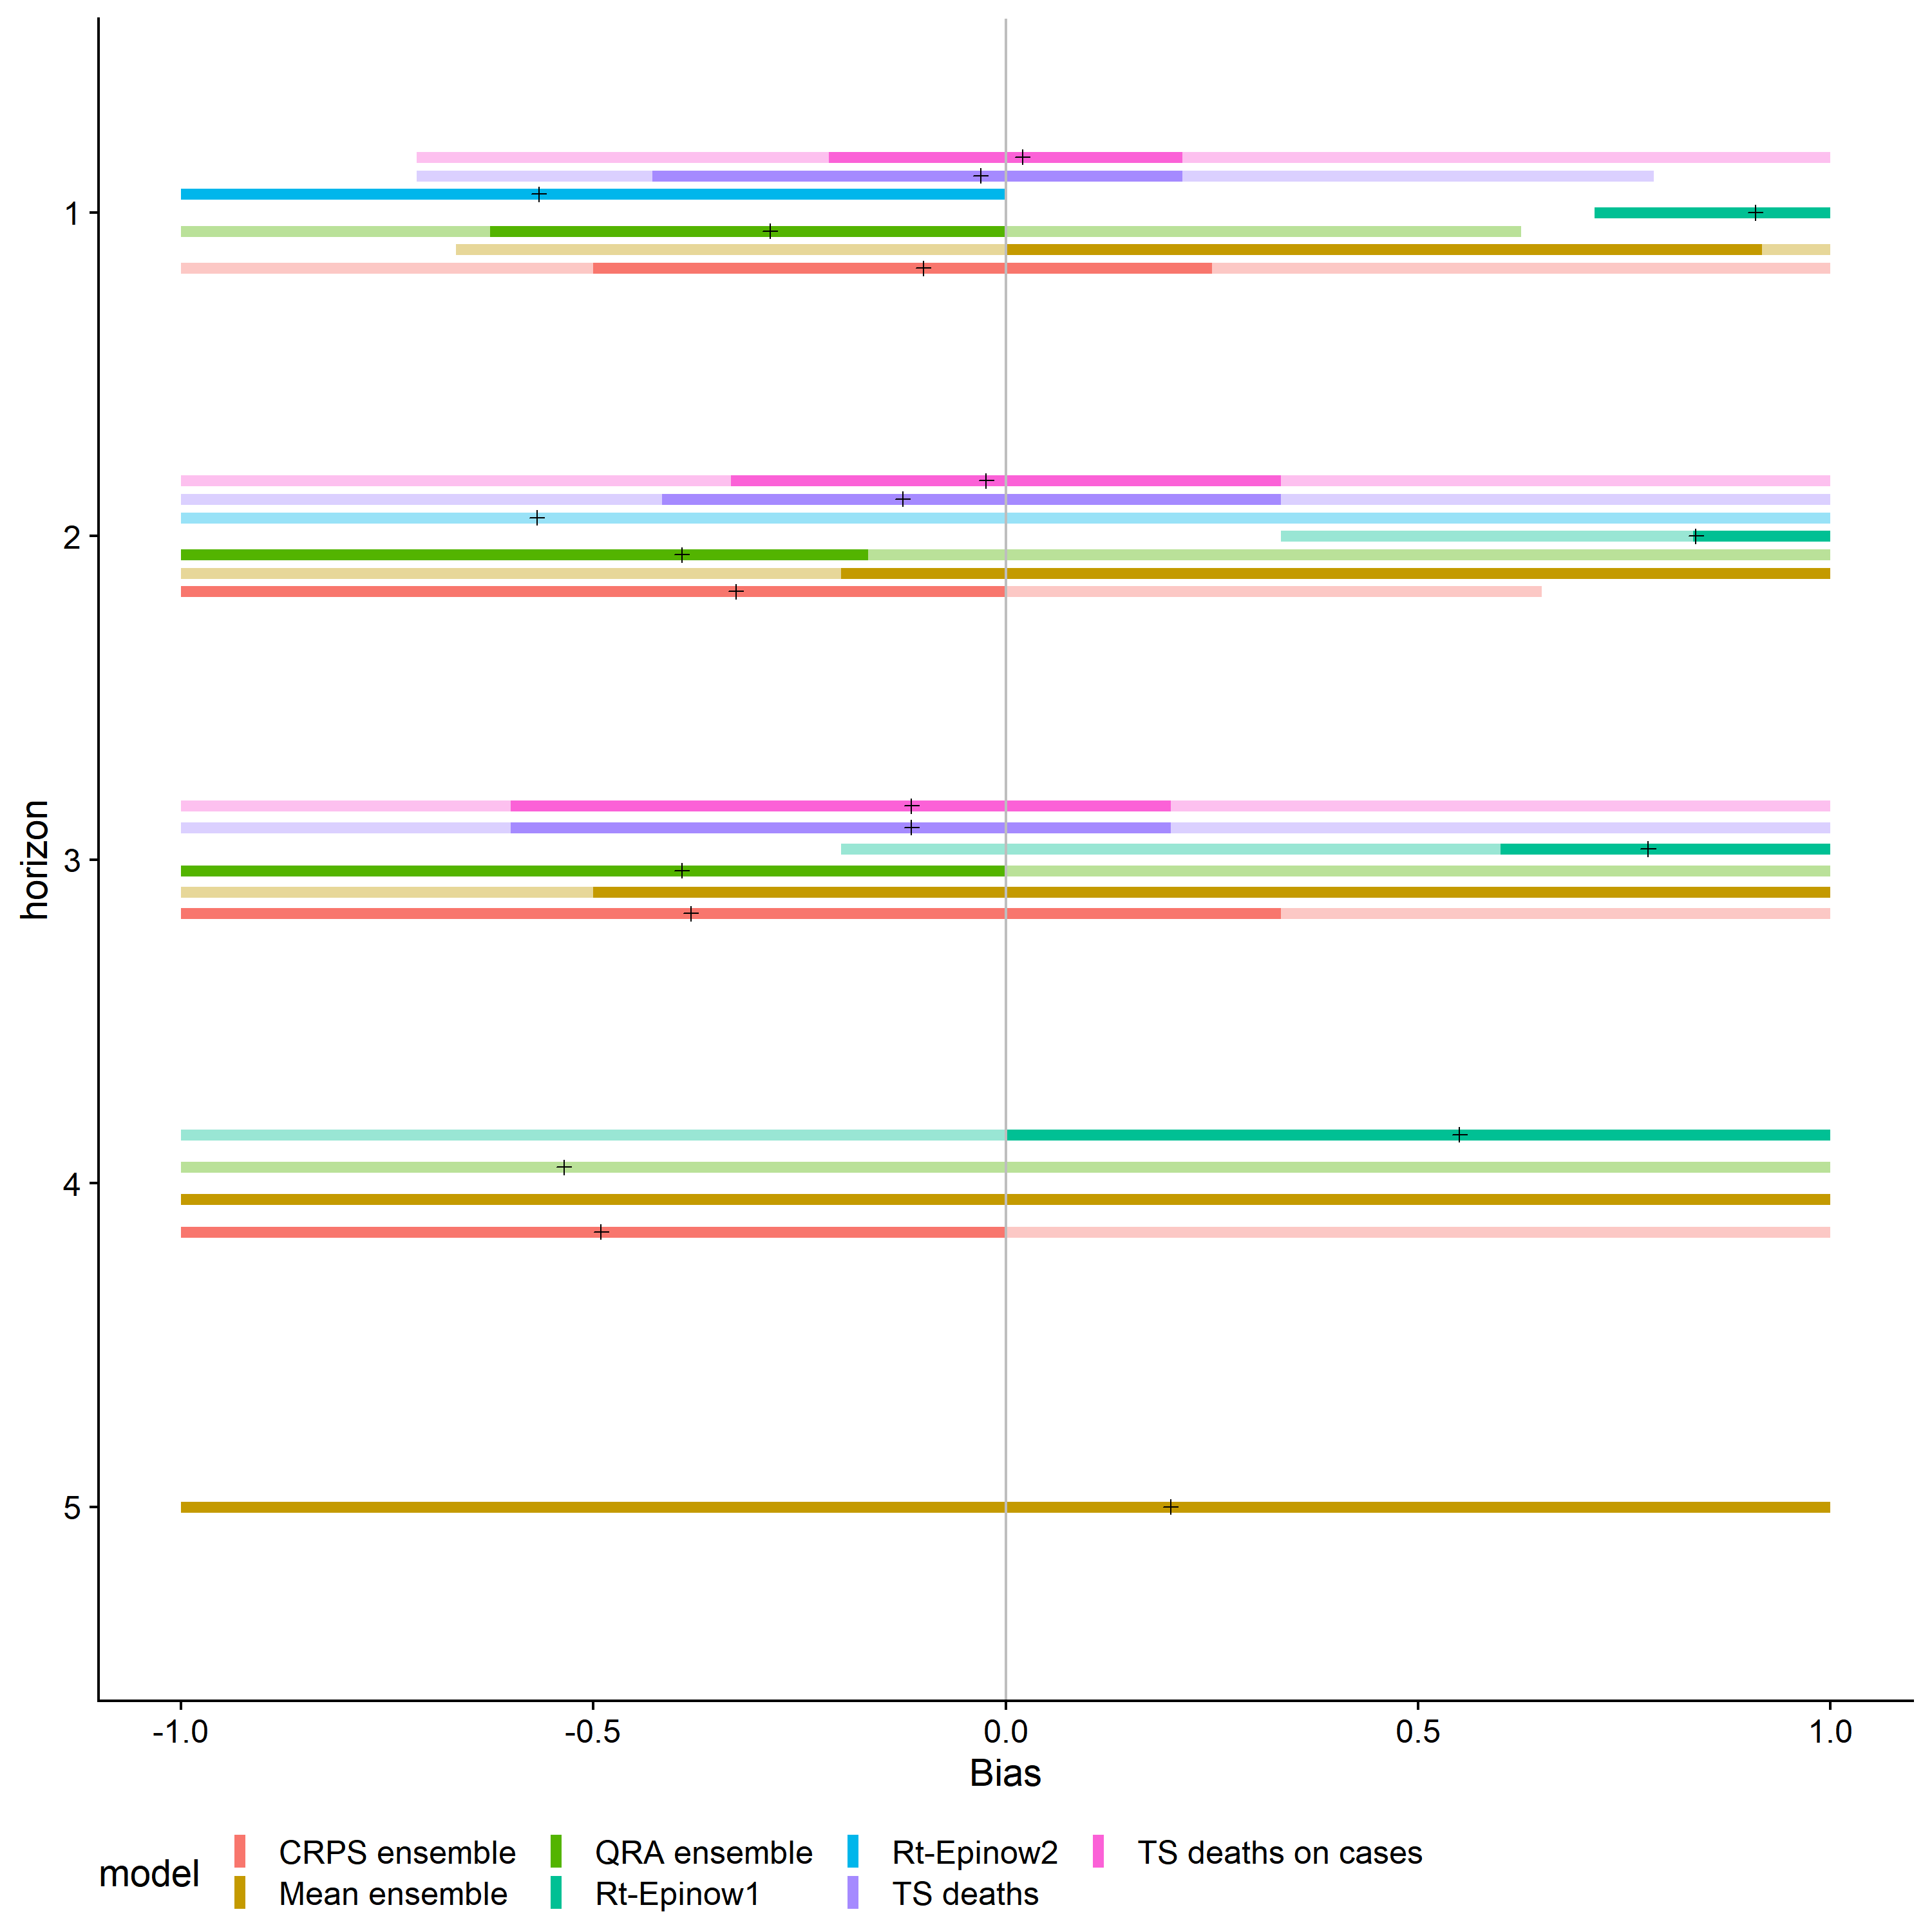 1
2
3
4
5
horizon
-1.0 -0.5 0.0 0.5 1.0
Bias
model
CRPS ensemble QRA ensemble Rt-Epinow2 TS deaths on cases
Mean ensemble Rt-Epinow1 TS deaths